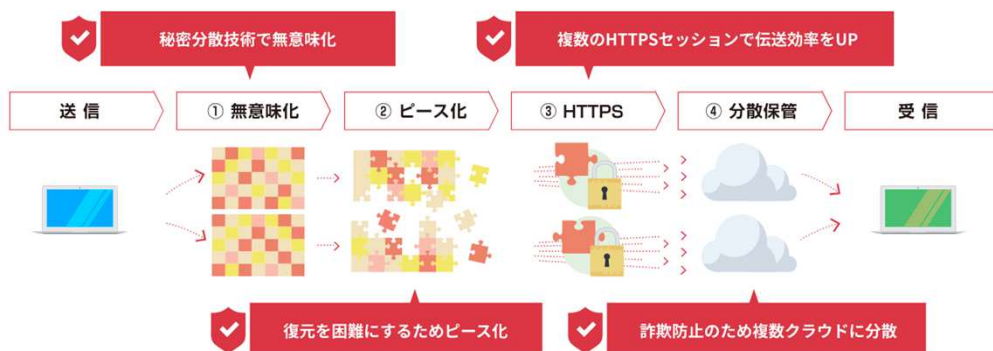 秘密分散技術で無意味化
複数のHTTPSセッションで伝送効率をUP
送信
① 無意味化
② ピース化
③ HTTPS
④ 分散保管
受信
復元を困難にするためピース化
詐欺防止のため複数クラウドに分散